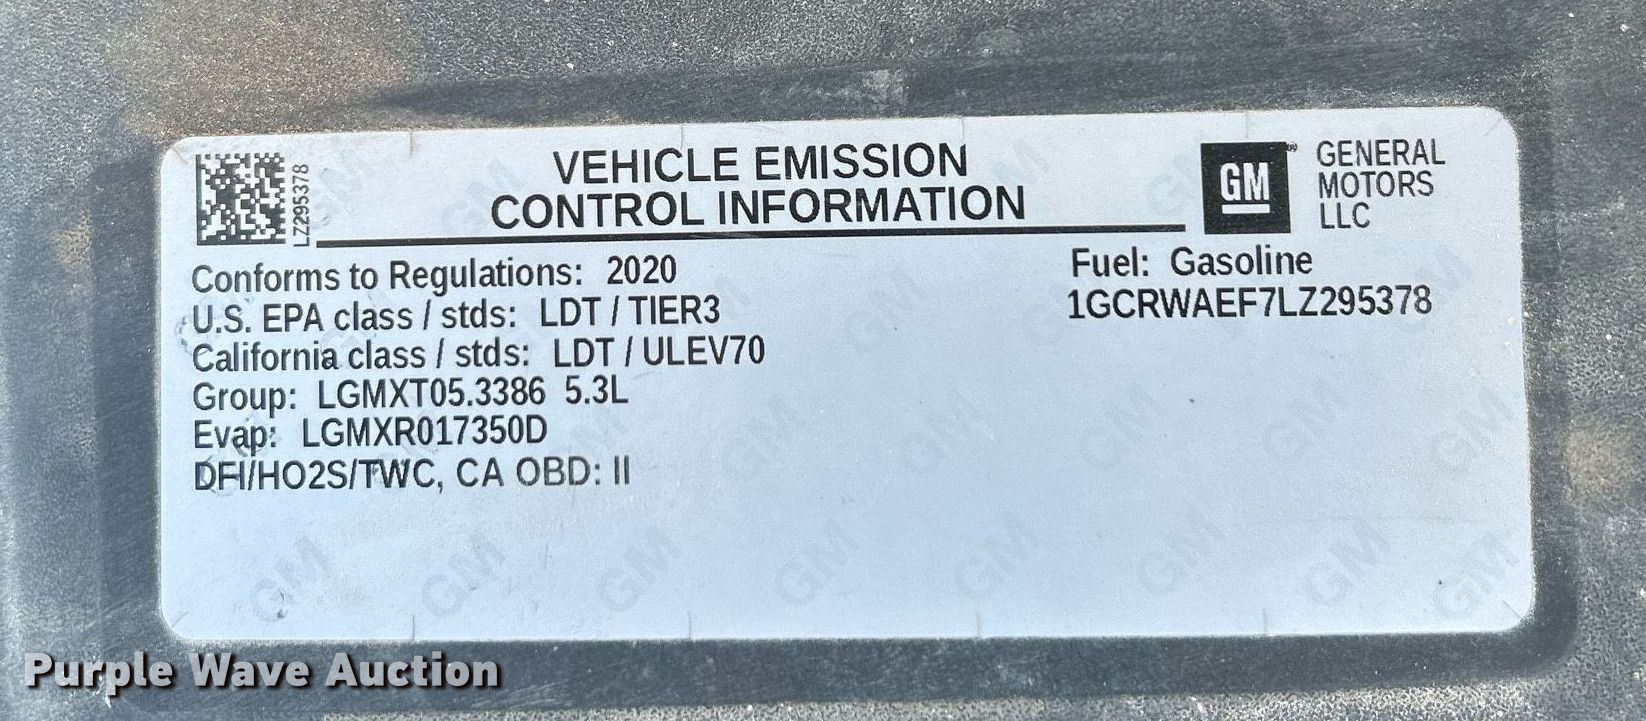 LZ295378
VEHICLE EMISSION
CONTROL INFORMATION
GM
GENERAL
MOTORS
LLC
Conforms to Regulations: 2020
U.S. EPA class / stds: LDT / TIER3
California class / stds: LDT / ULEV70
Group: LGMXT05.3386 5.3L
Evap: LGMXR017350D
DFI/HO2S/TWC, CA OBD: II
Fuel: Gasoline
1GCRWAEF7LZ295378
Purple Wave Auction